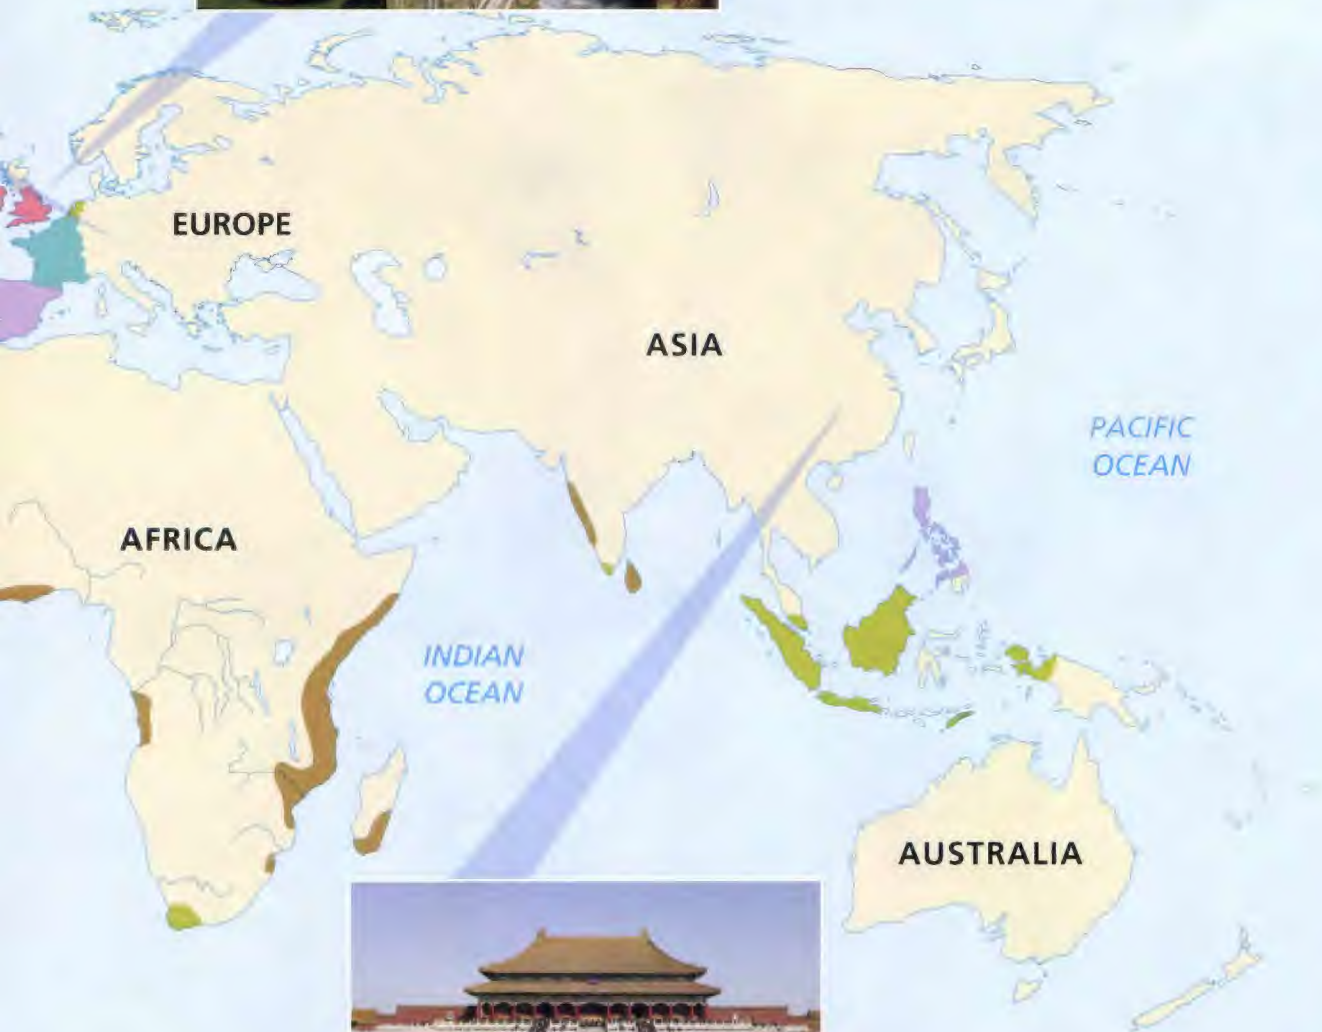 EUROPE
ASIA
PACIFIC
OCEAN
AFRICA
INDIAN
OCEAN
AUSTRALIA